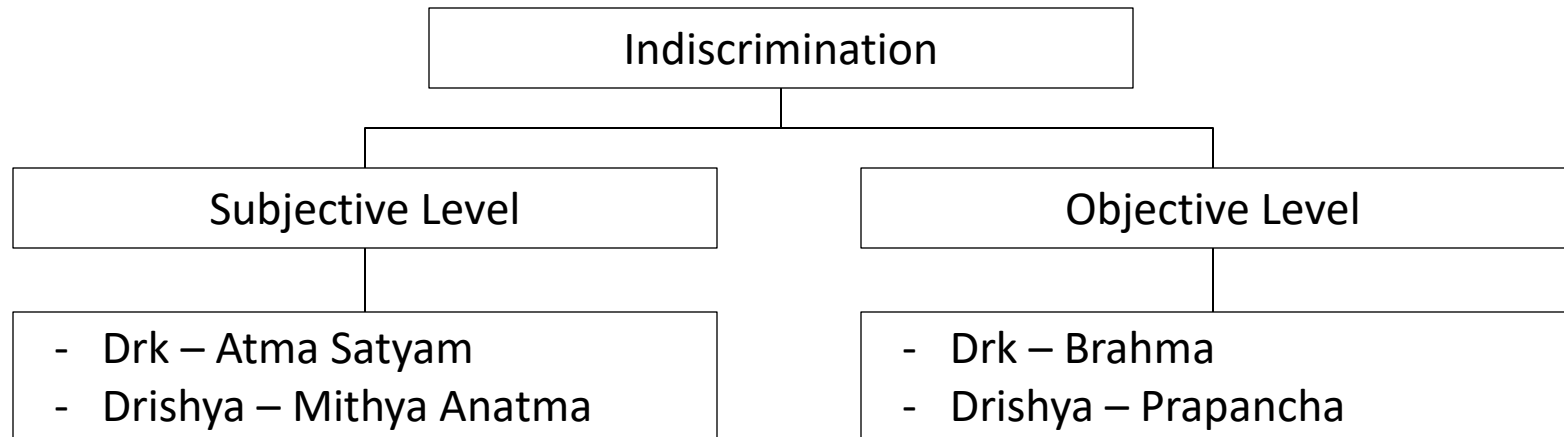 Indiscrimination
Subjective Level
Objective Level
- Drk – Atma Satyam
- Drishya – Mithya Anatma
- Drk – Brahma
- Drishya – Prapancha